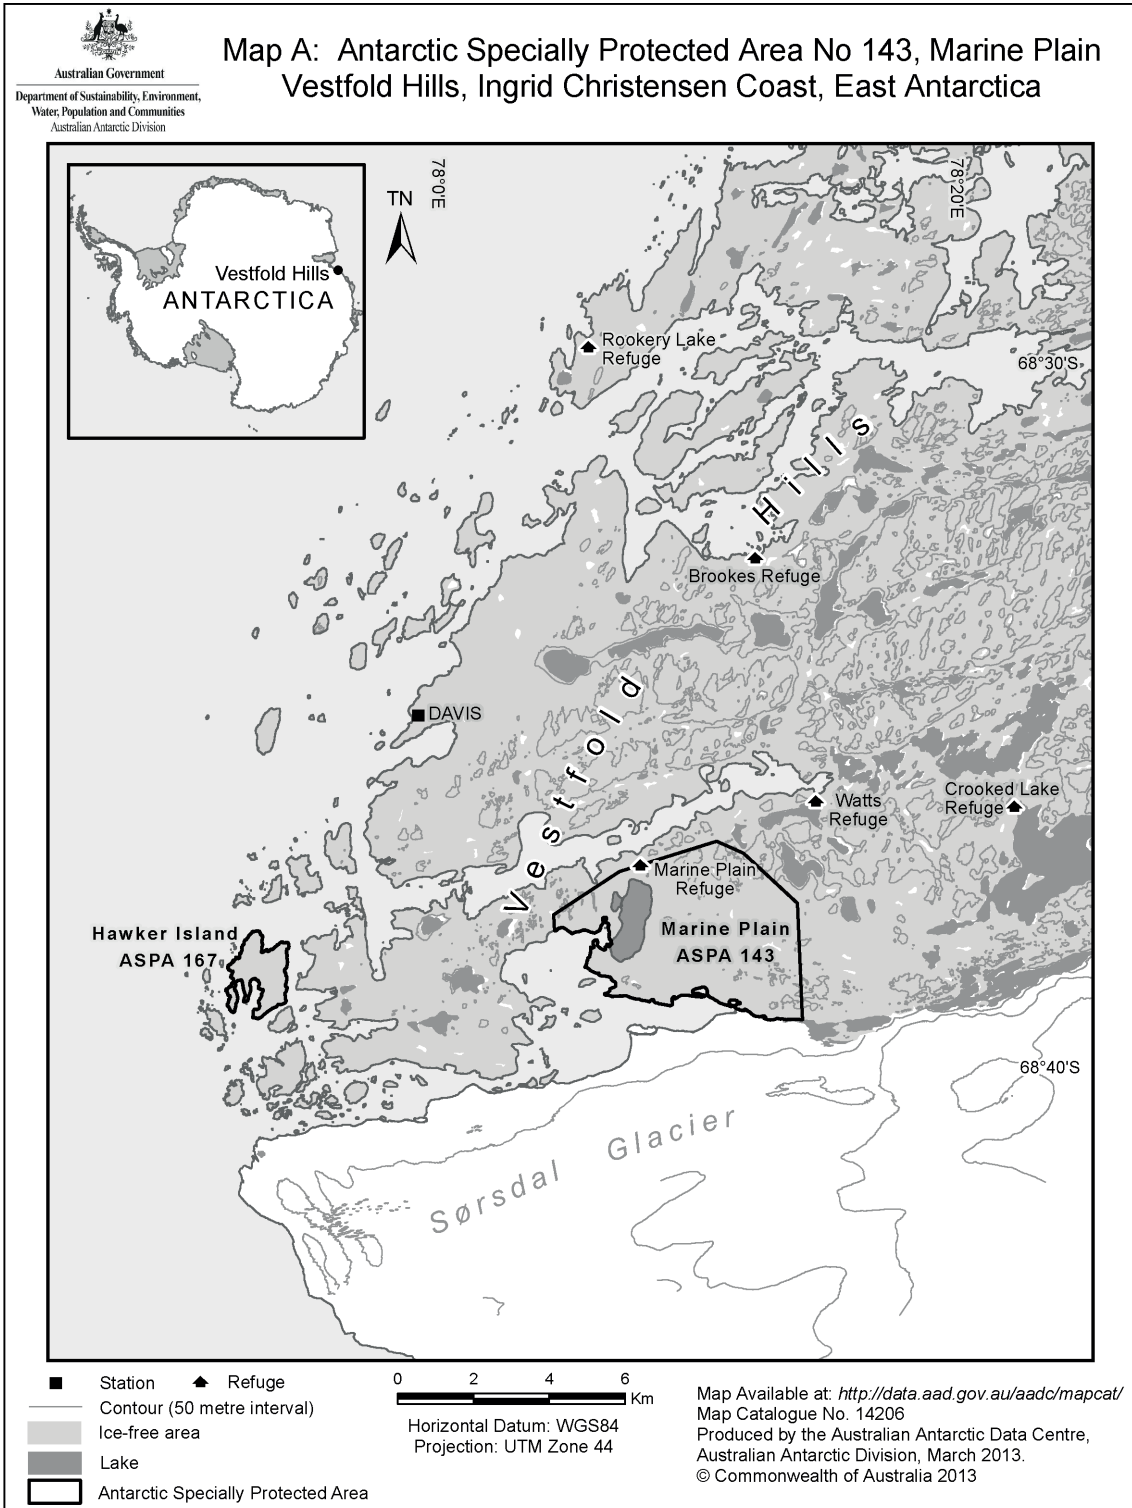 Australian Government
Department of Sustainability, Environment,
Water, Population and Communities
Australian Antarctic Division
Map A: Antarctic Specially Protected Area No 143, Marine Plain
Vestfold Hills, Ingrid Christensen Coast, East Antarctica
78°0'E
78°20'E
TN
Vestfold Hills
ANTARCTICA
Rookery Lake
Refuge
68°30'S
Vestfold Hills
Brookes Refuge
DAVIS
Watts
Refuge
Crooked Lake
Refuge
Marine Plain
Refuge
Marine Plain
ASPA 143
Hawker Island
ASPA 167
68°40'S
Sørsdal Glacier
Station
Refuge
Contour (50 metre interval)
Ice-free area
Lake
Antarctic Specially Protected Area
0 2 4 6
Km
Horizontal Datum: WGS84
Projection: UTM Zone 44
Map Available at: http://data.aad.gov.au/aadc/mapcat/
Map Catalogue No. 14206
Produced by the Australian Antarctic Data Centre,
Australian Antarctic Division, March 2013.
© Commonwealth of Australia 2013